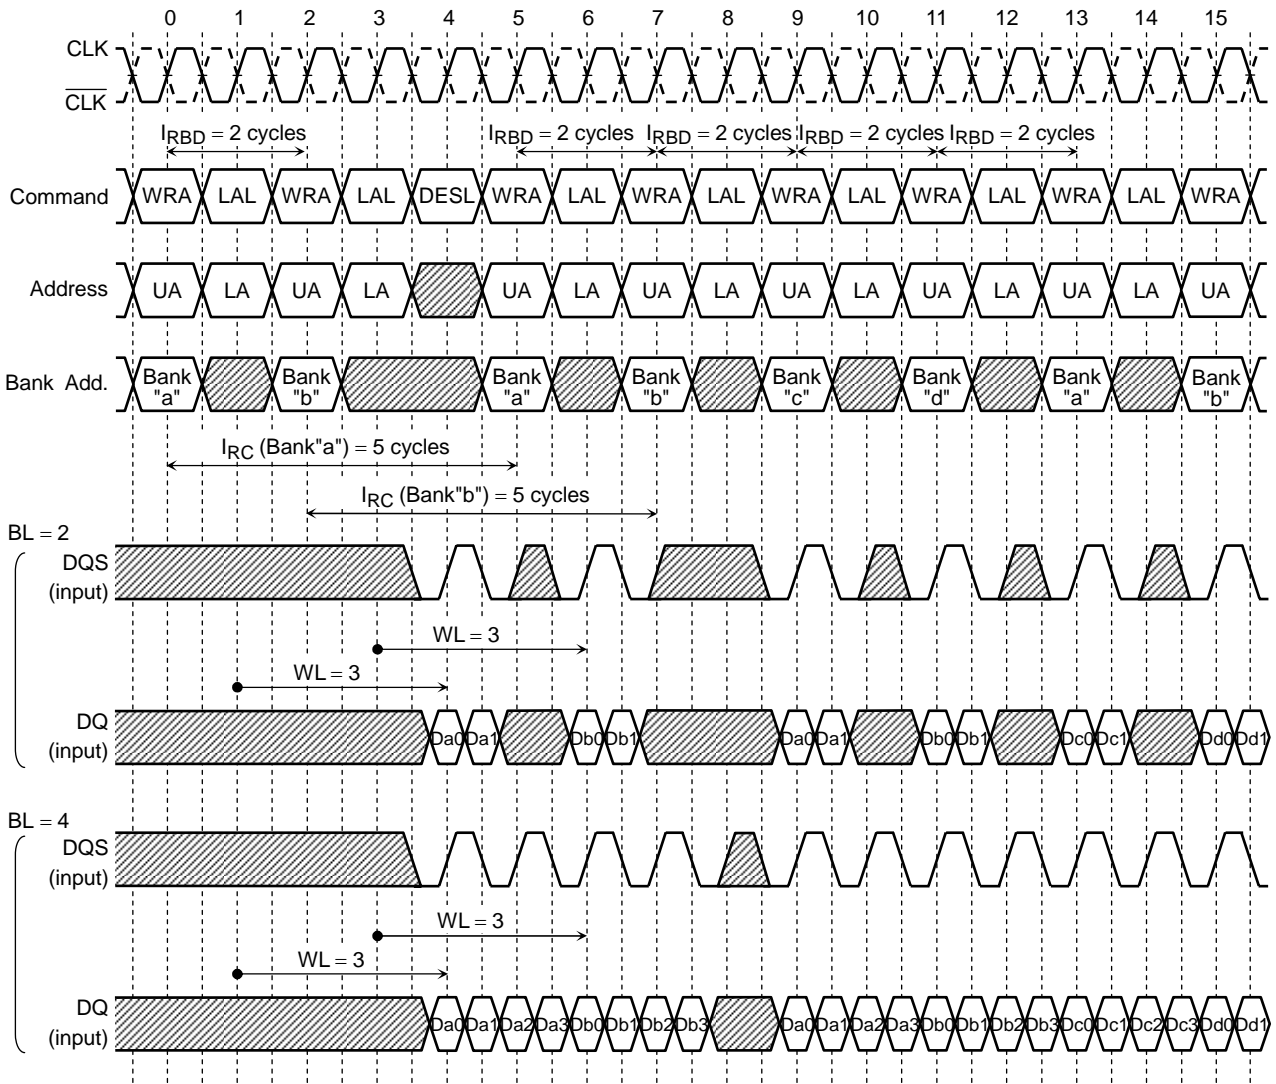 0 1 2 3 4 5 6 7 8 9 10 11 12 13 14 15
CLK
CLK
IRBD = 2 cycles IRBD = 2 cycles IRBD = 2 cycles IRBD = 2 cycles IRBD = 2 cycles
Command WRA LAL WRA LAL DESL WRA LAL WRA LAL WRA LAL WRA LAL WRA LAL WRA
Address UA LA UA LA UA LA UA LA UA LA UA LA UA LA UA
Bank Add. Bank "a" Bank "b" Bank "a" Bank "b" Bank "c" Bank "d" Bank "a" Bank "b"
IRC (Bank"a") = 5 cycles
IRC (Bank"b") = 5 cycles
BL = 2
DQS
(input)
WL = 3
WL = 3
DQ
(input)
Da0 Da1 Db0 Db1 Da0 Da1 Db0 Db1 Dc0 Dc1 Dd0 Dd1
BL = 4
DQS
(input)
WL = 3
WL = 3
DQ
(input)
Da0 Da1 Da2 Da3 Db0 Db1 Db2 Db3 Da0 Da1 Da2 Da3 Db0 Db1 Db2 Db3 Dc0 Dc1 Dc2 Dc3 Dd0 Dd1